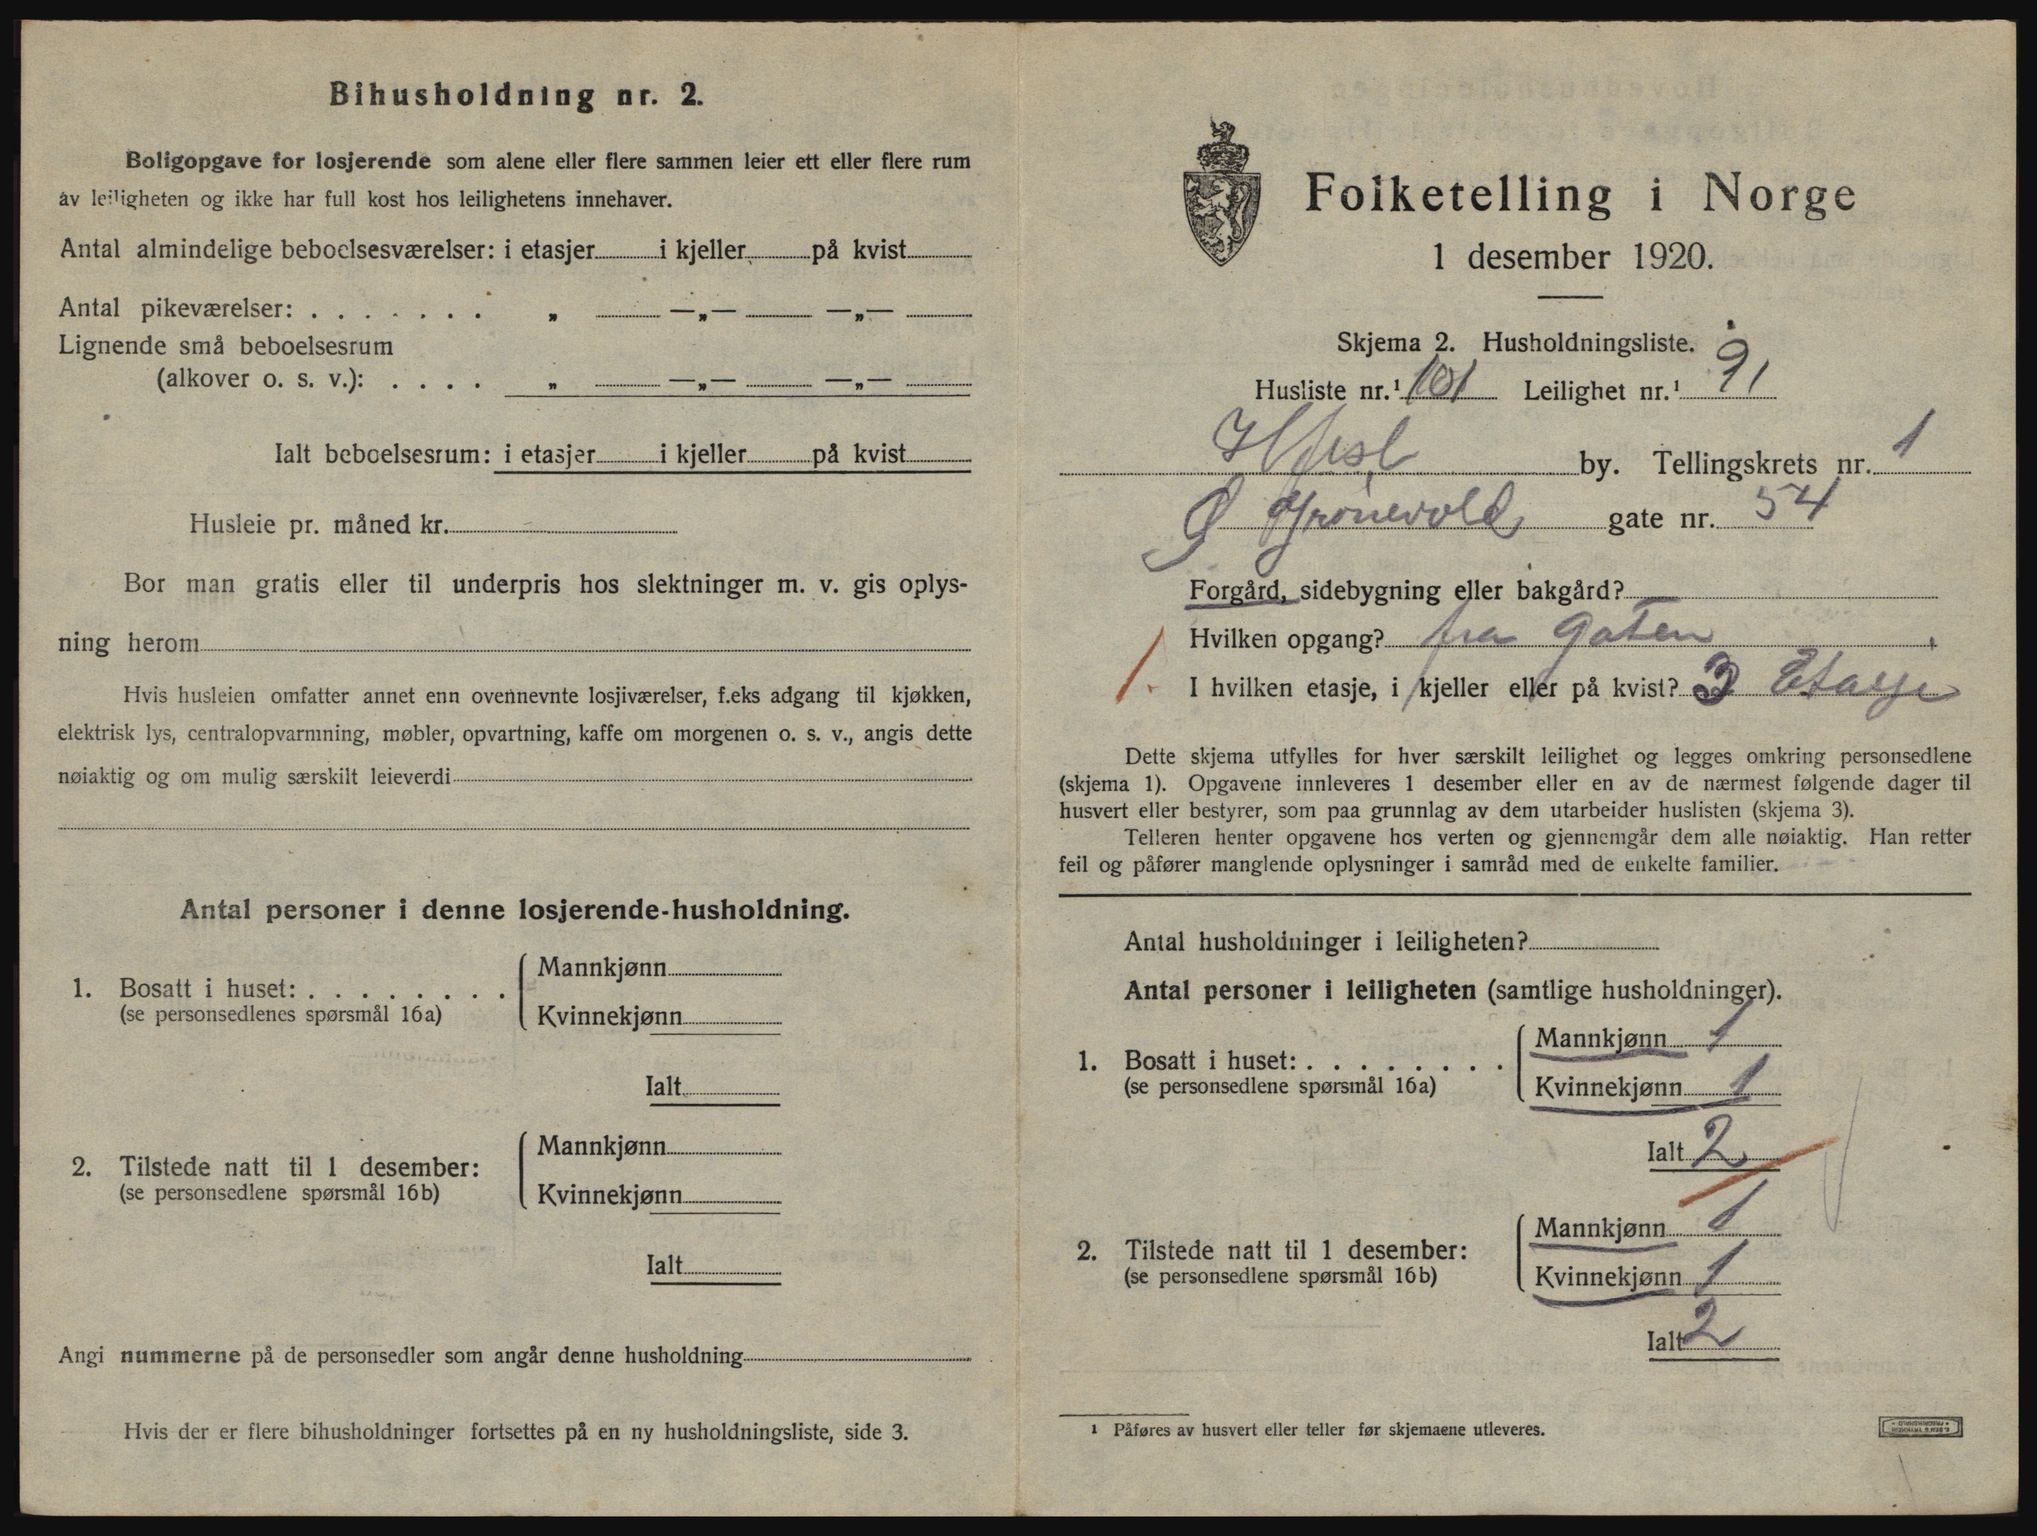 Bihusholdning nr. 2.
Boligopgave for losjerende som alene eller flere sammen leier ett eller flere rum
av leiligheten og ikke har full kost hos leilighetens innehaver.
Antal almindelige beboelsesværelser: i etasjer i kjeller på kvist
Antal pikeværelser: . . . . . . . „ —„— —„—
Lignende små beboelsesrum
(alkover o. s. v.): . . . . „ —„— —„—
Ialt beboelsesrum: i etasjer i kjeller på kvist
Husleie pr. måned kr.
Bor man gratis eller til underpris hos slektninger m. v. gis oplys-
ning herom
Hvis husleien omfatter annet enn ovennevnte losjiværelser, f.eks adgang til kjøkken,
elektrisk lys, centralopvarmning, møbler, opvartning, kaffe om morgenen o. s. v., angis dette
nøiaktig og om mulig særskilt leieverdi
Antal personer i denne losjerende-husholdning.
1. Bosatt i huset: . . . . . . . . Mannkjønn
(se personsedlenes spørsmål 16a) Kvinnekjønn
Ialt
2. Tilstede natt til 1 desember: Mannkjønn
(se personsedlene spørsmål 16b) Kvinnekjønn
Ialt
Angi nummerne på de personsedler som angår denne husholdning
Hvis der er flere bihusholdninger fortsettes på en ny husholdningsliste, side 3.
Folketelling i Norge
1 desember 1920.
Skjema 2. Husholdningsliste.
Husliste nr.¹ 101 Leilighet nr.¹ 91
by. Tellingskrets nr. 1
Ø Grønevold gate nr. 54
Forgård, sidebygning eller bakgård?
Hvilken opgang? fra gaten
1. I hvilken etasje, i kjeller eller på kvist? 3 Etasje
Dette skjema utfylles for hver særskilt leilighet og legges omkring personsedlene
(skjema 1). Opgavene innleveres 1 desember eller en av de nærmest følgende dager til
husvert eller bestyrer, som paa grunnlag av dem utarbeider huslisten (skjema 3).
Telleren henter opgavene hos verten og gjennemgår dem alle nøiaktig. Han retter
feil og påfører manglende oplysninger i samråd med de enkelte familier.
Antal husholdninger i leiligheten?
Antal personer i leiligheten (samtlige husholdninger).
1. Bosatt i huset: . . . . . . . . Mannkjønn 1
(se personsedlene spørsmål 16a) Kvinnekjønn 1
Ialt 2
2. Tilstede natt til 1 desember: Mannkjønn 1
(se personsedlene spørsmål 16b) Kvinnekjønn 1
Ialt 2
¹ Påføres av husvert eller teller før skjemaene utleveres.